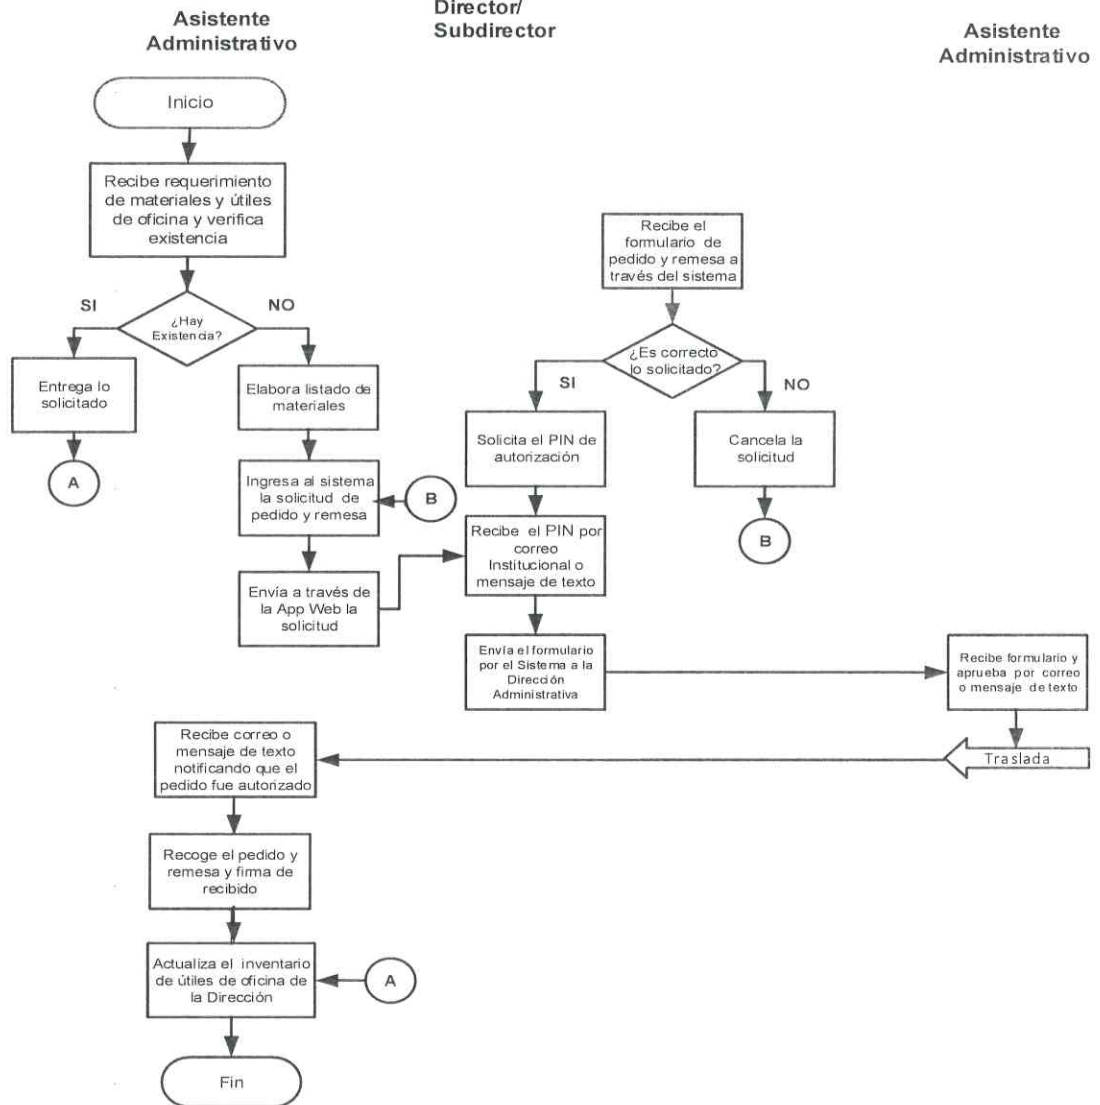 Asistente
Administrativo
Director/
Subdirector
Asistente
Administrativo
Inicio
Recibe requerimiento
de materiales y útiles
de oficina y verifica
existencia
SI
NO
¿Hay
Existencia?
Entrega lo
solicitado
A
Elabora listado de
materiales
Ingresa al sistema
la solicitud de
pedido y remesa
B
Envía a través de
la App Web la
solicitud
Recibe el
formulario de
pedido y remesa a
través del sistema
¿Es correcto
lo solicitado?
SI
NO
Solicita el PIN de
autorización
Cancela la
solicitud
B
Recibe el PIN por
correo
Institucional o
mensaje de texto
Envía el formulario
por el Sistema a la
Dirección
Administrativa
Recibe formulario y
aprueba por correo
o mensaje de texto
Traslada
Recibe correo o
mensaje de texto
notificando que el
pedido fue autorizado
Recoge el pedido y
remesa y firma de
recibido
Actualiza el inventario
de útiles de oficina de
la Dirección
A
Fin